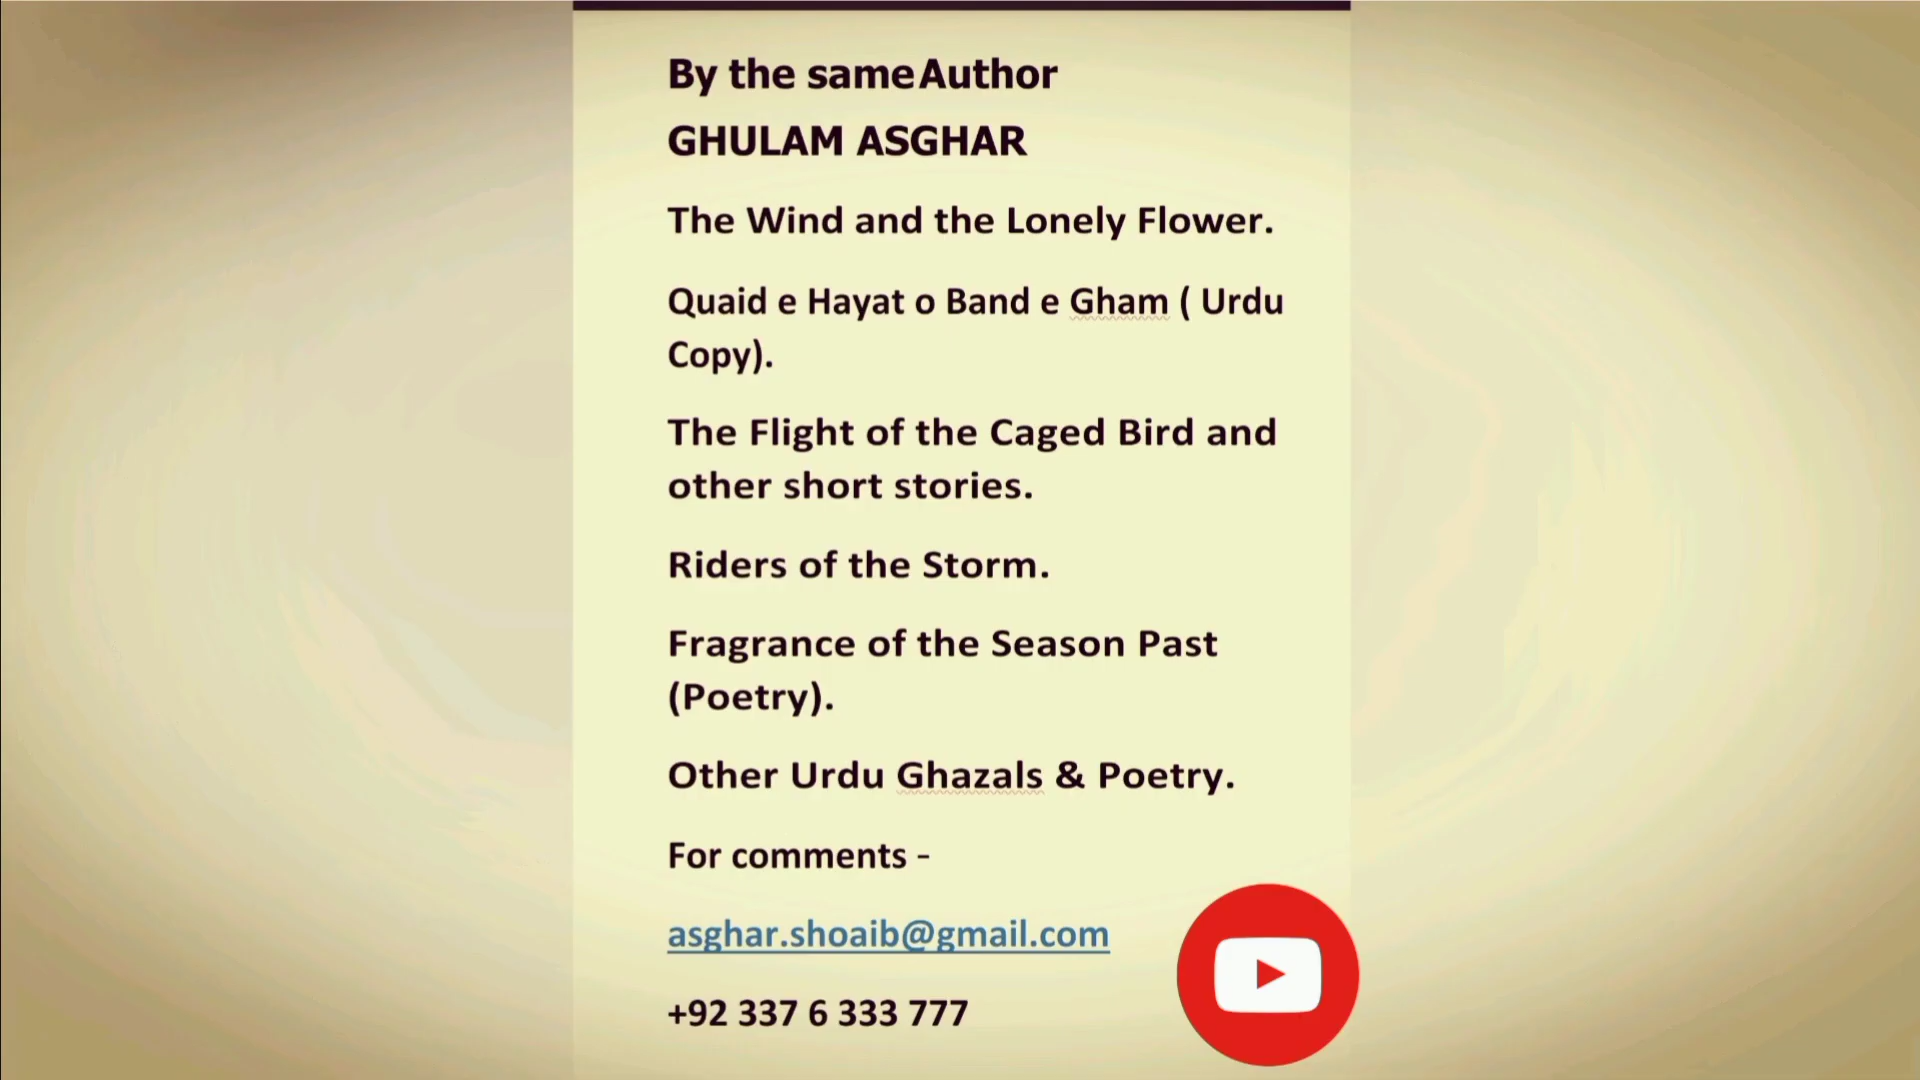 By the same Author
GHULAM ASGHAR
The Wind and the Lonely Flower.
Quaid e Hayat o Band e Gham ( Urdu
Copy).
The Flight of the Caged Bird and
other short stories.
Riders of the Storm.
Fragrance of the Season Past
(Poetry).
Other Urdu Ghazals & Poetry.
For comments -
asghar.shoaib@gmail.com
+92 337 6 333 777